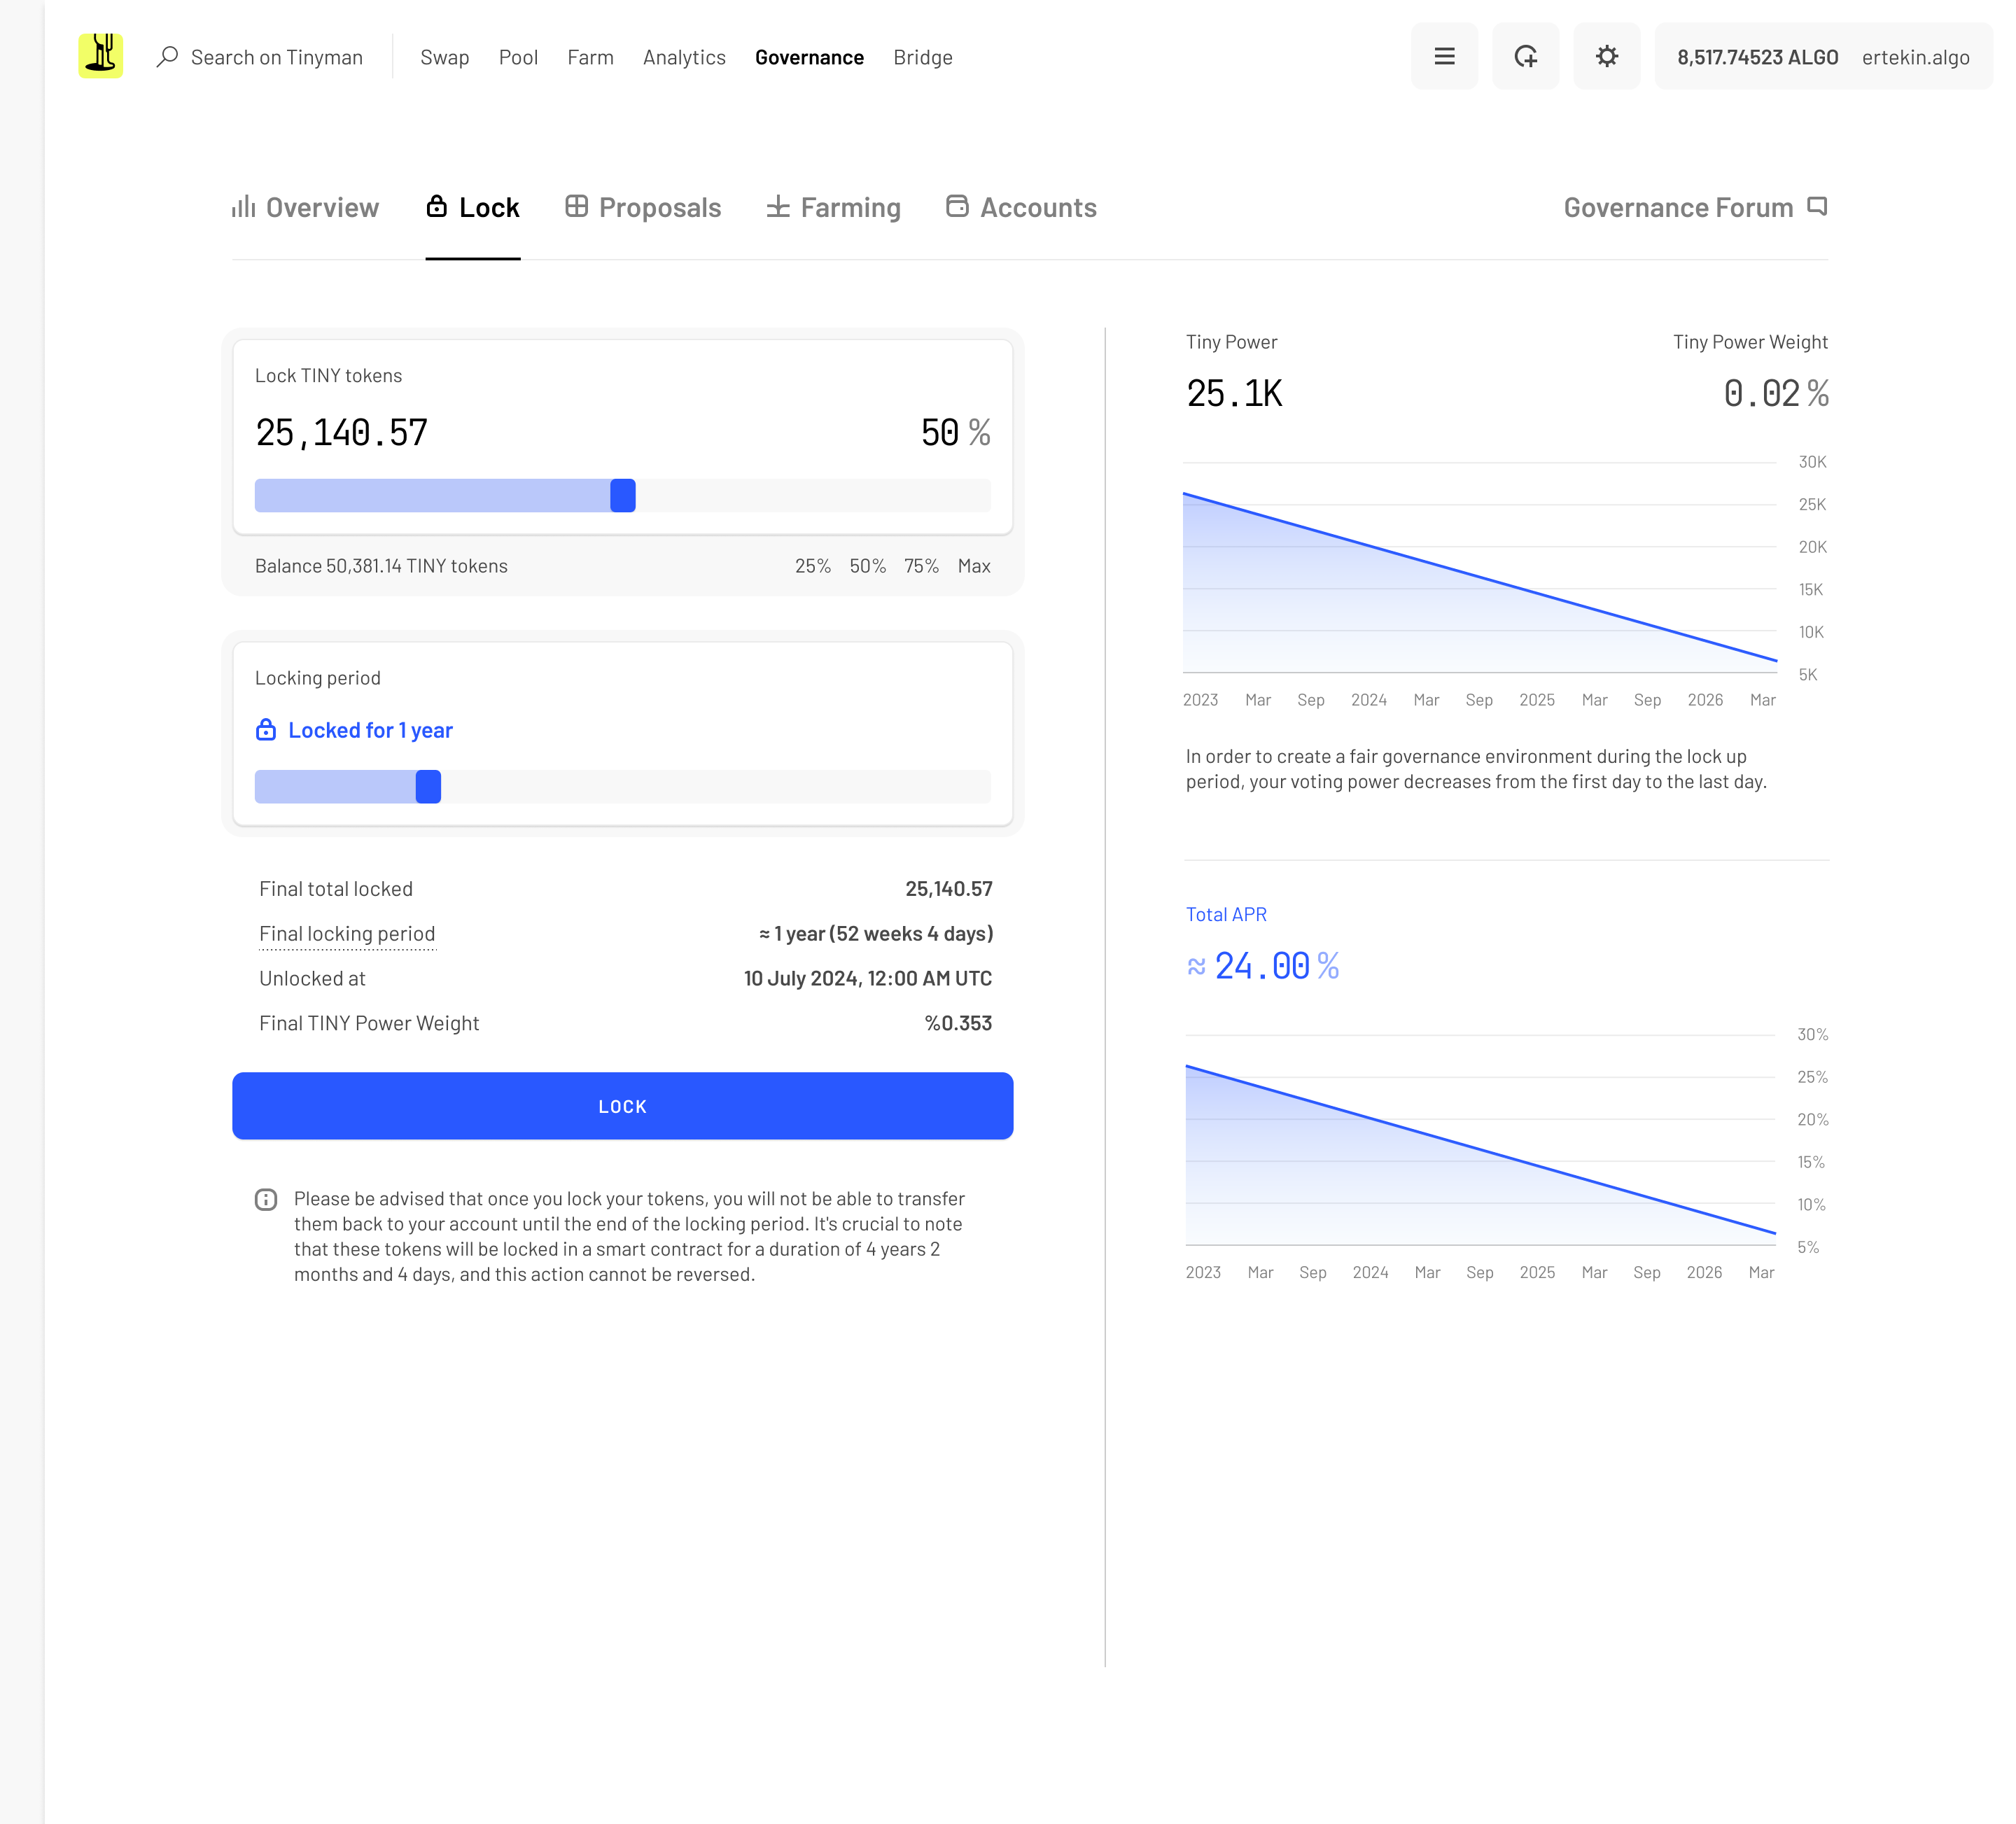 Search on Tinyman
Swap Pool Farm Analytics Governance Bridge
8,517.74523 ALGO ertekin.algo
Overview Lock Proposals Farming Accounts
Governance Forum
Lock TINY tokens
25,140.57 50 %
Balance 50,381.14 TINY tokens 25% 50% 75% Max
Locking period
Locked for 1 year
Final total locked 25,140.57
Final locking period ≈ 1 year (52 weeks 4 days)
Unlocked at 10 July 2024, 12:00 AM UTC
Final TINY Power Weight %0.353
LOCK
Please be advised that once you lock your tokens, you will not be able to transfer
them back to your account until the end of the locking period. It's crucial to note
that these tokens will be locked in a smart contract for a duration of 4 years 2
months and 4 days, and this action cannot be reversed.
Tiny Power Tiny Power Weight
25.1K 0.02 %
30K
25K
20K
15K
10K
5K
2023 Mar Sep 2024 Mar Sep 2025 Mar Sep 2026 Mar
In order to create a fair governance environment during the lock up
period, your voting power decreases from the first day to the last day.
Total APR
≈ 24.00 %
30%
25%
20%
15%
10%
5%
2023 Mar Sep 2024 Mar Sep 2025 Mar Sep 2026 Mar